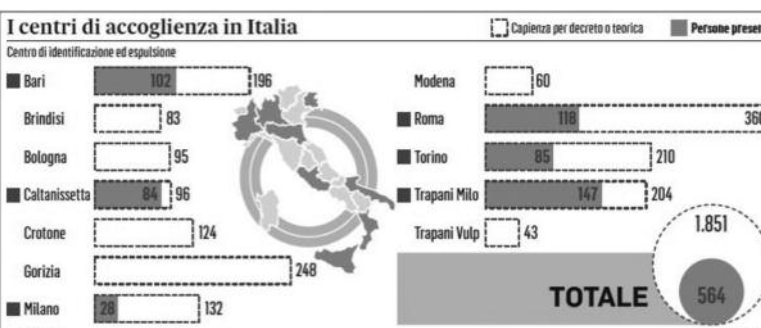 I centri di accoglienza in Italia
Capienza per decreto o teorica
Persone presen
Centro di identificazione ed espulsione
Bari 102 196
Brindisi 83
Bologna 95
Caltanissetta 84 96
Crotone 124
Gorizia 248
Milano 28 132
Modena 60
Roma 118 360
Torino 85 210
Trapani Milo 147 204
Trapani Vulp 43
TOTALE 564 1.851